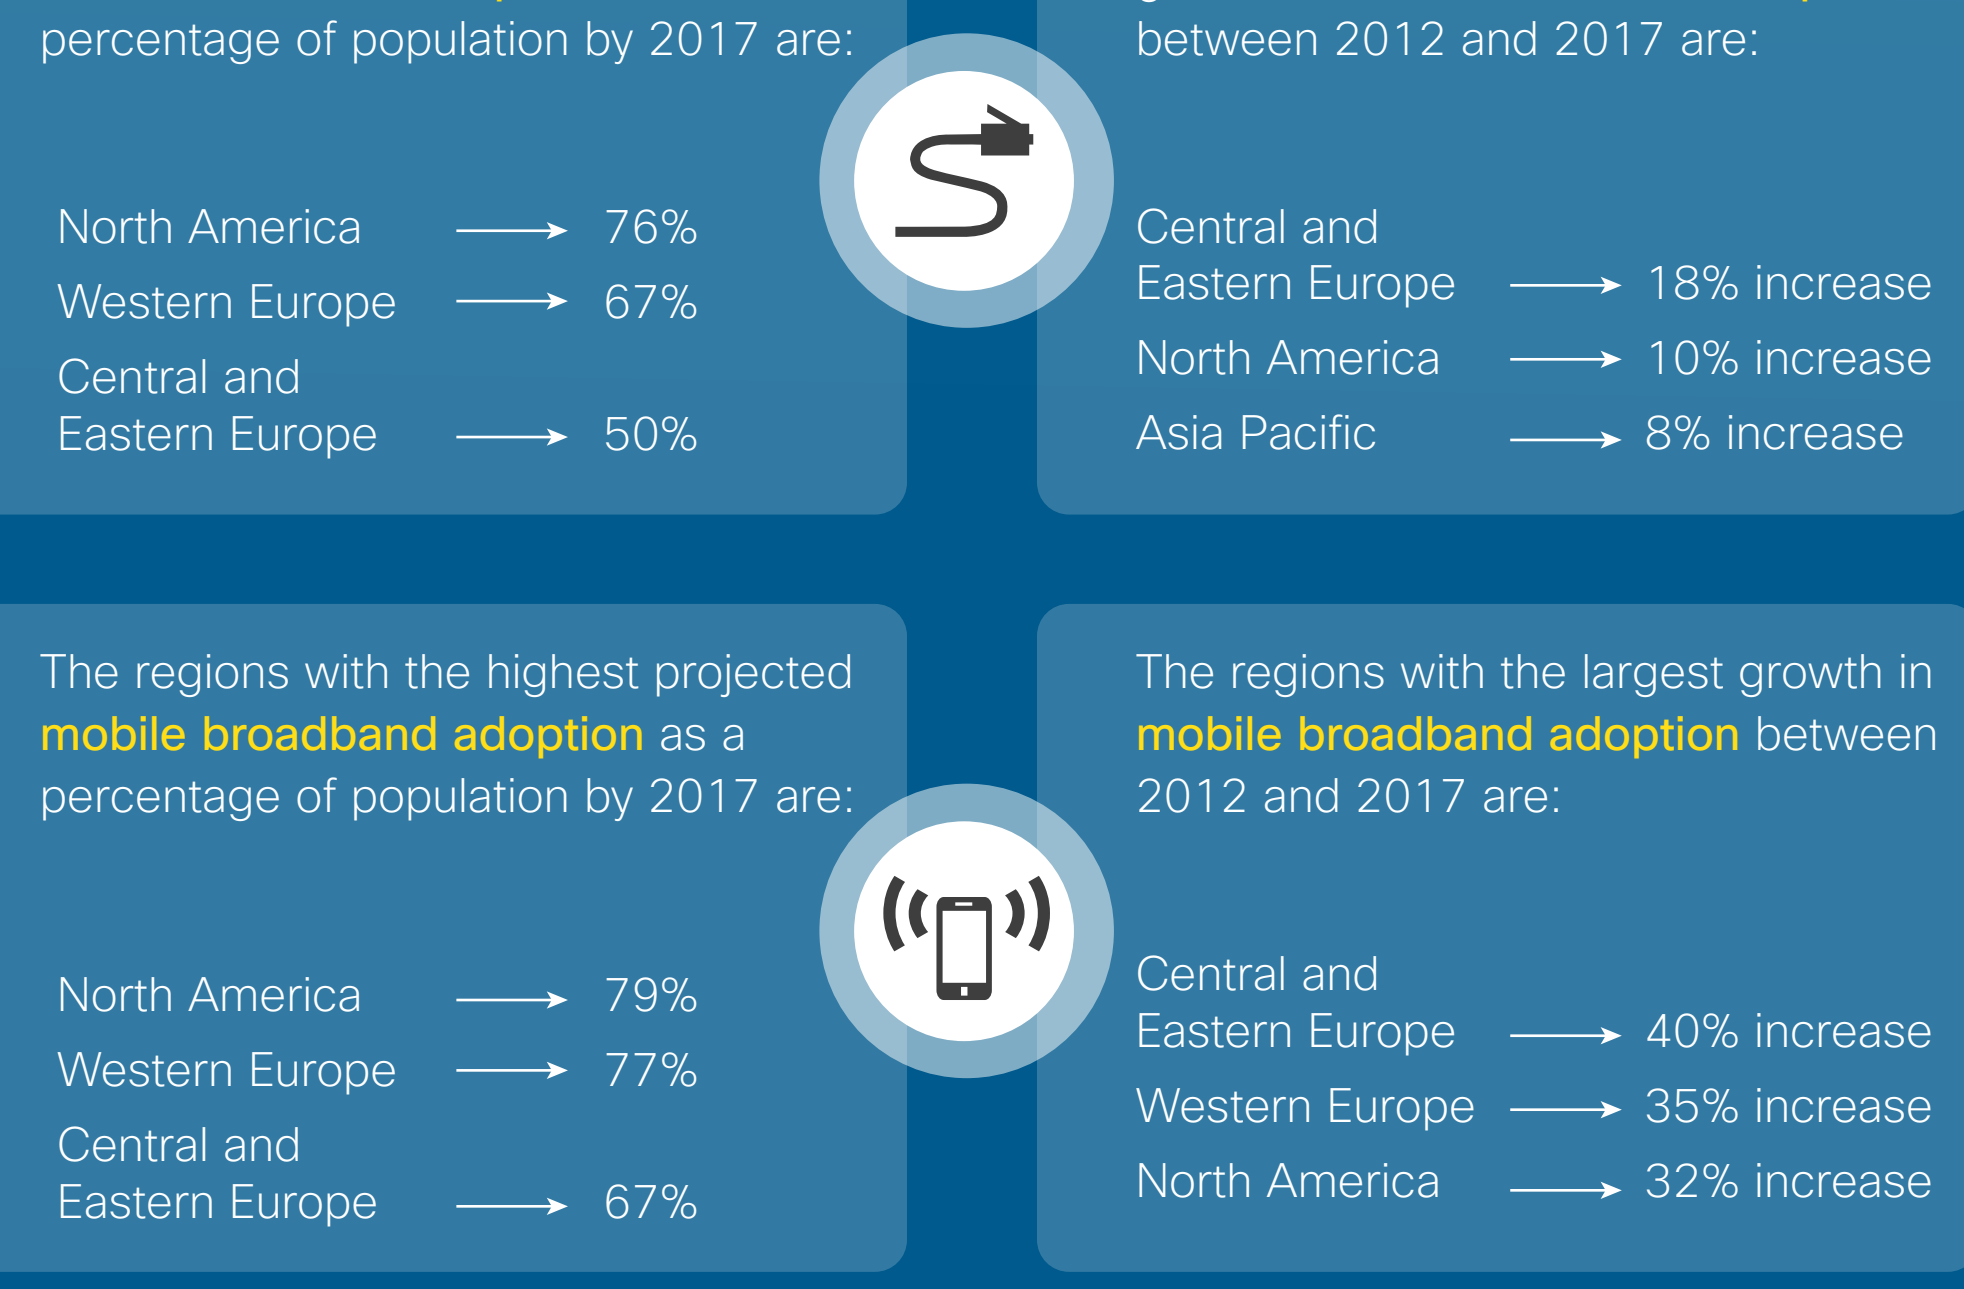 percentage of population by 2017 are:
North America 76%
Western Europe 67%
Central and
Eastern Europe 50%
between 2012 and 2017 are:
Central and
Eastern Europe 18% increase
North America 10% increase
Asia Pacific 8% increase
The regions with the highest projected
mobile broadband adoption as a
percentage of population by 2017 are:
North America 79%
Western Europe 77%
Central and
Eastern Europe 67%
The regions with the largest growth in
mobile broadband adoption between
2012 and 2017 are:
Central and
Eastern Europe 40% increase
Western Europe 35% increase
North America 32% increase